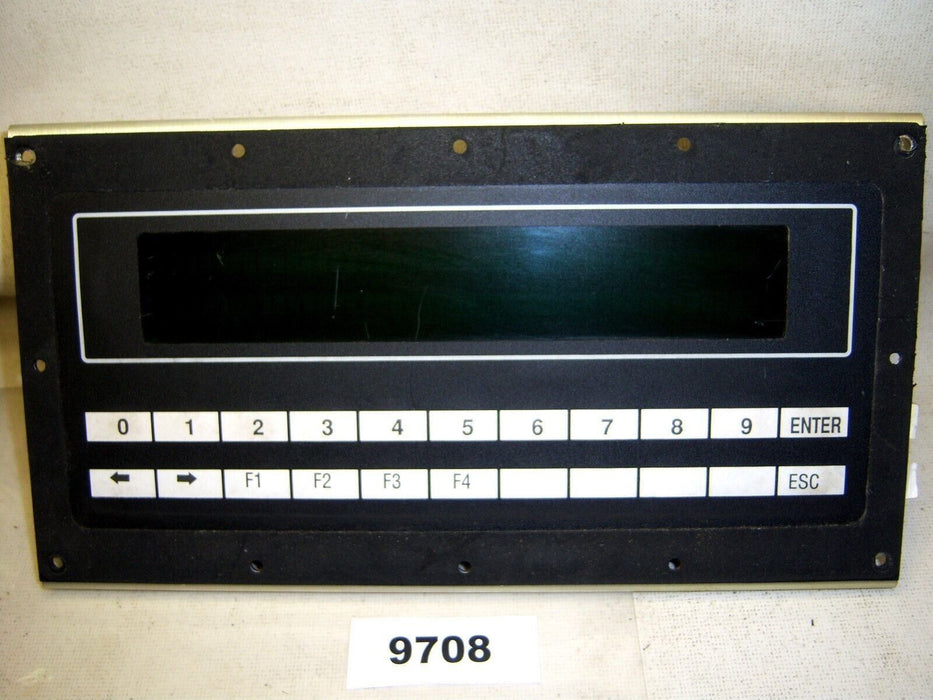 0 1 2 3 4 5 6 7 8 9 ENTER
← → F1 F2 F3 F4 ESC
9708